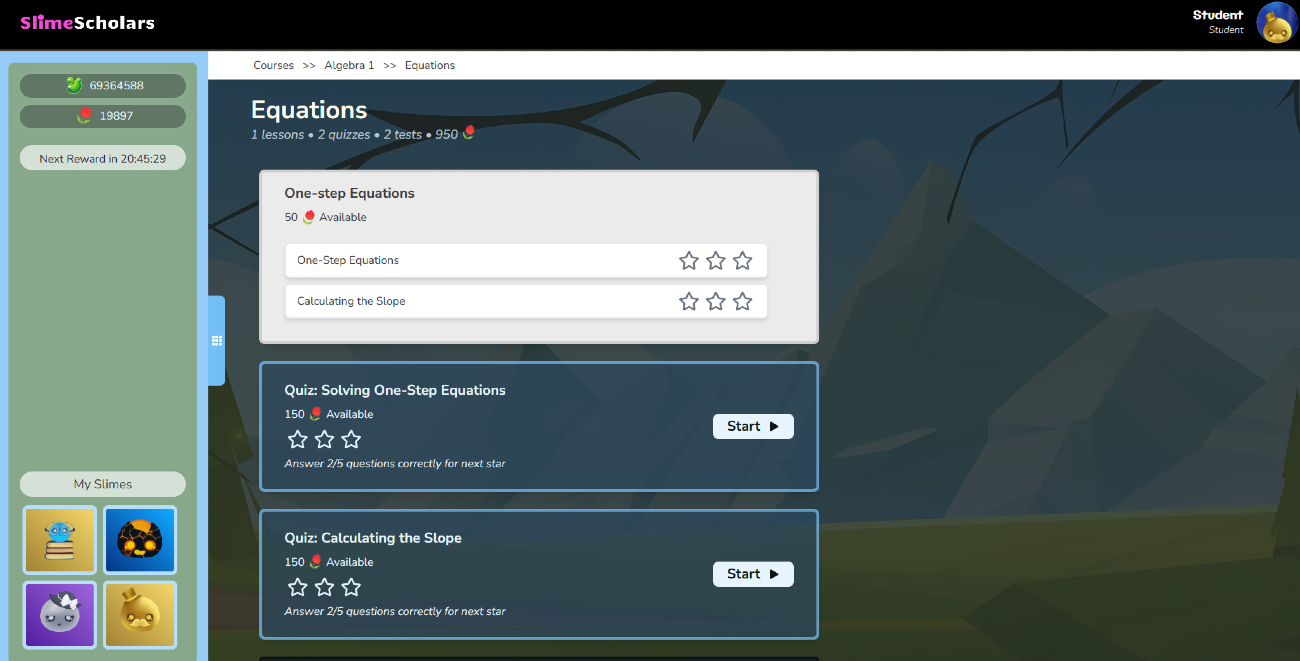 SlimeScholars
Student
Student
69364588
19897
Next Reward in 20:45:29
My Slimes
Courses >> Algebra 1 >> Equations
Equations
1 lessons • 2 quizzes • 2 tests • 950
One-step Equations
50 Available
One-Step Equations
Calculating the Slope
Quiz: Solving One-Step Equations
150 Available
Start
Answer 2/5 questions correctly for next star
Quiz: Calculating the Slope
150 Available
Start
Answer 2/5 questions correctly for next star